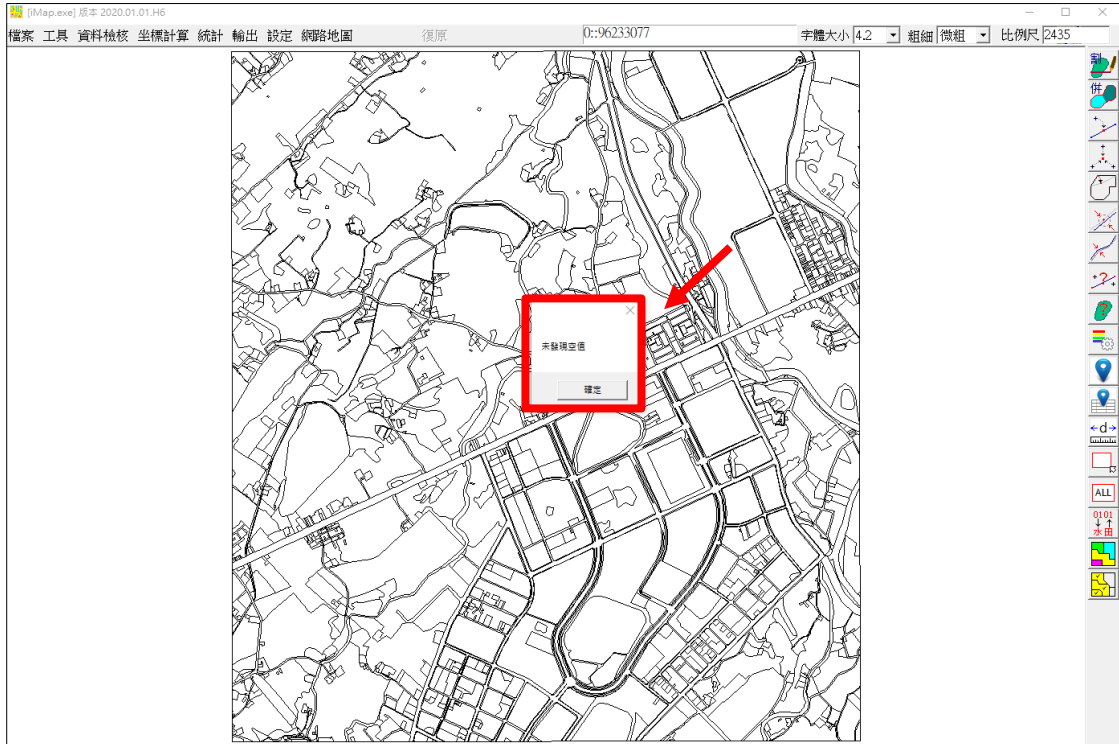 [iMap.exe] 版本 2020.01.01.H6
檔案 工具 資料檢核 坐標計算 統計 輸出 設定 網路地圖 復原 0::96233077 字體大小 4.2 粗細 微粗 比例尺 2435
割
併
未發現空值
確定
?
?
←d→
ALL
0101
↓↑
水田